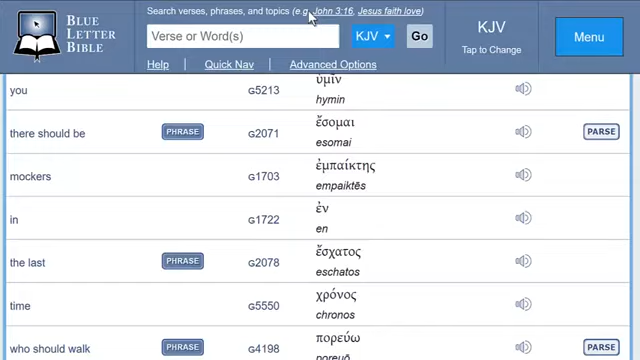 BLUE
LETTER
BIBLE
Search verses, phrases, and topics (e.g. John 3:16, Jesus faith love)
Verse or Word(s)
KJV
Go
KJV
Tap to Change
Menu
Help | Quick Nav | Advanced Options
you G5213 ὑμῖν
hymin
there should be PHRASE G2071 ἔσομαι PARSE
esomai
mockers G1703 ἐμπαίκτης
empaiktēs
in G1722 ἐν
en
the last PHRASE G2078 ἔσχατος
eschatos
time G5550 χρόνος
chronos
who should walk PHRASE G4198 πορεύω PARSE
poreuō